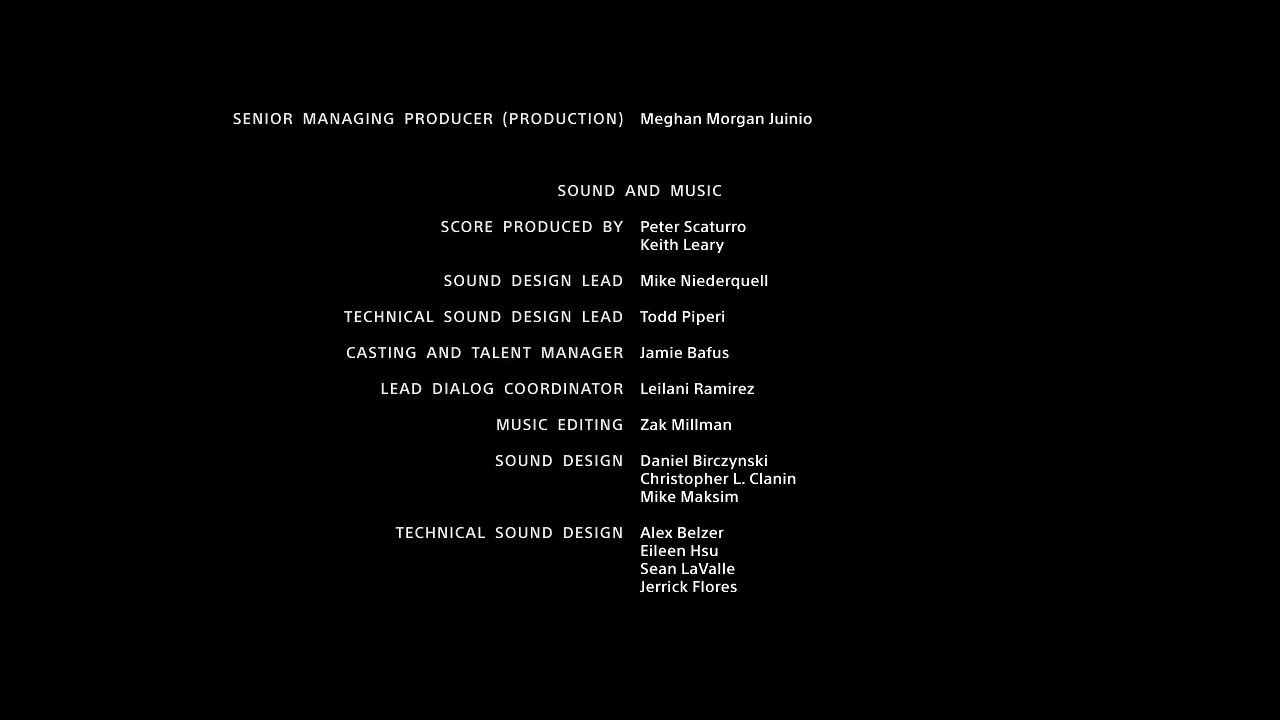 SENIOR MANAGING PRODUCER (PRODUCTION) Meghan Morgan Juinio
SOUND AND MUSIC
SCORE PRODUCED BY Peter Scaturro
Keith Leary
SOUND DESIGN LEAD Mike Niederquell
TECHNICAL SOUND DESIGN LEAD Todd Piperi
CASTING AND TALENT MANAGER Jamie Bafus
LEAD DIALOG COORDINATOR Leilani Ramirez
MUSIC EDITING Zak Millman
SOUND DESIGN Daniel Birczynski
Christopher L. Clanin
Mike Maksim
TECHNICAL SOUND DESIGN Alex Belzer
Eileen Hsu
Sean LaValle
Jerrick Flores